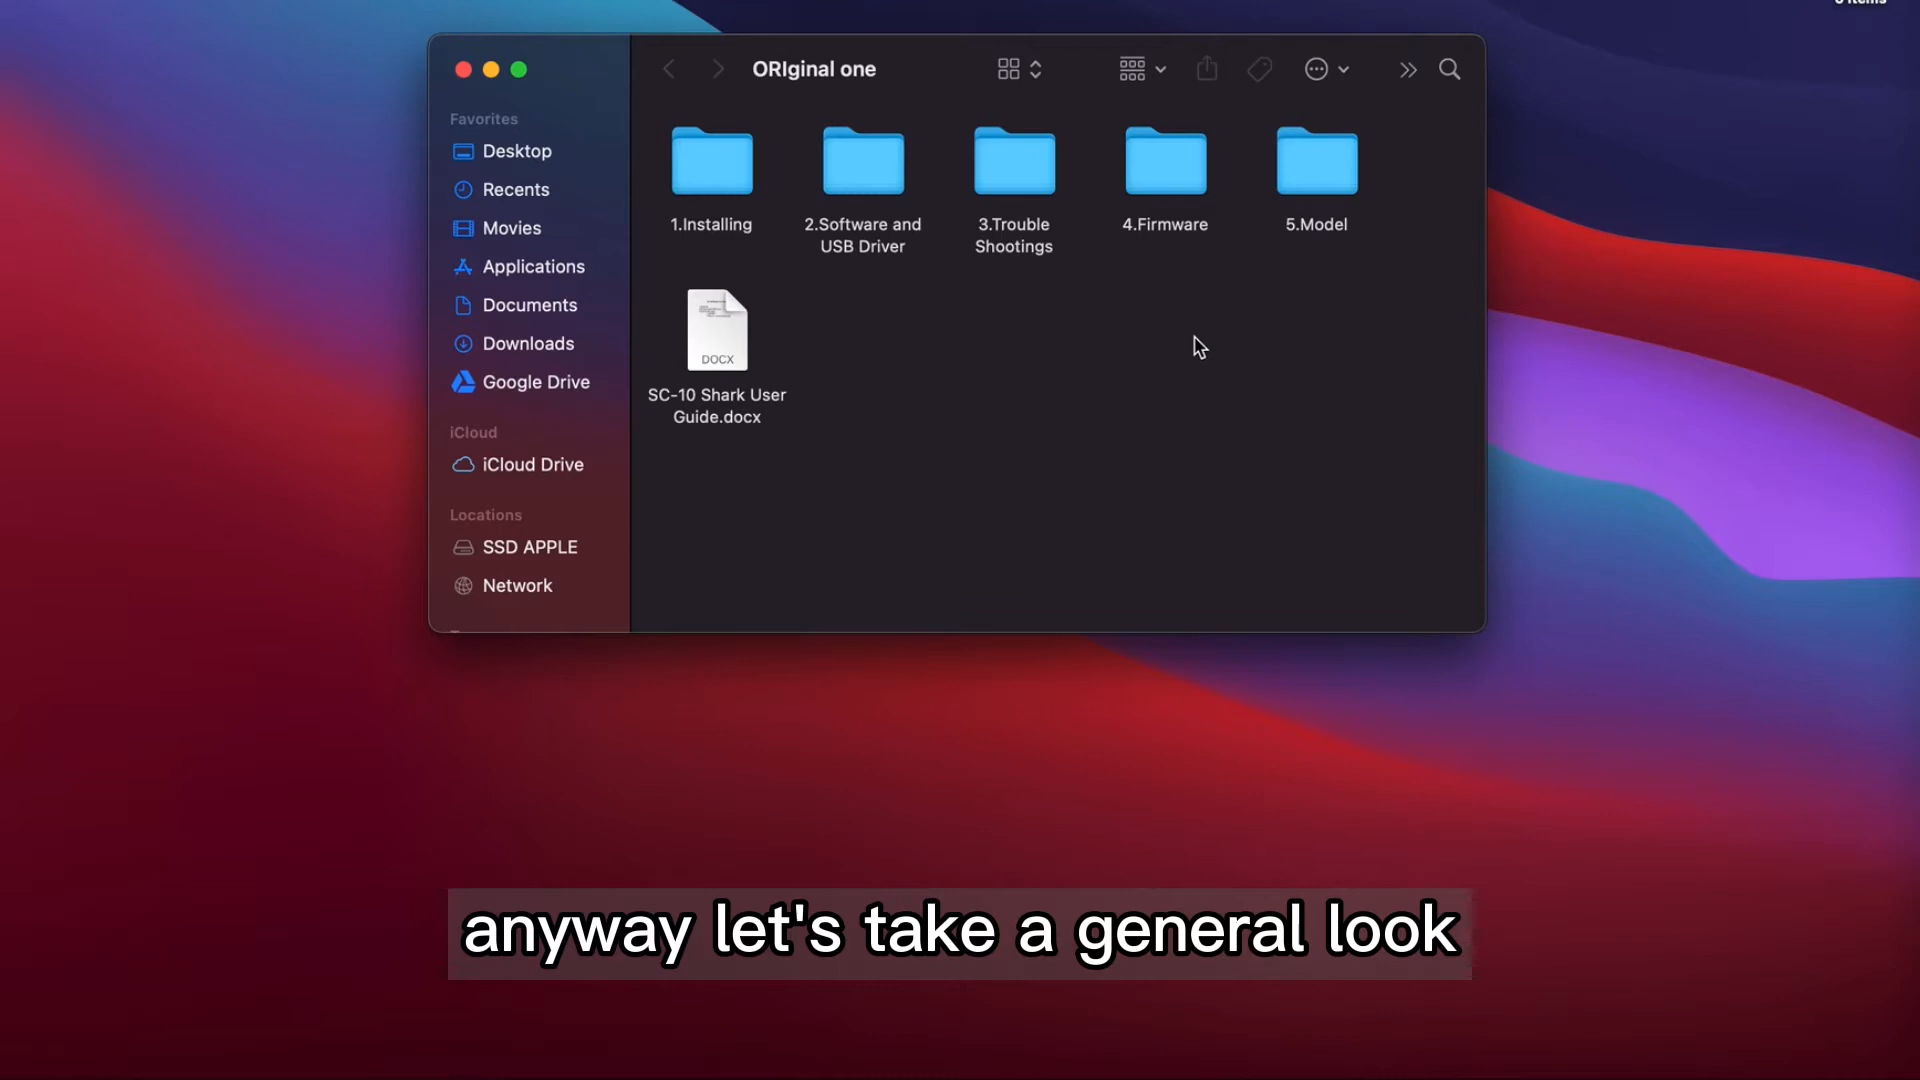 ORIginal one
Favorites
Desktop
Recents
Movies
Applications
Documents
Downloads
Google Drive
iCloud
iCloud Drive
Locations
SSD APPLE
Network
1.Installing
2.Software and
USB Driver
3.Trouble
Shootings
4.Firmware
5.Model
DOCX
SC-10 Shark User
Guide.docx
anyway let's take a general look